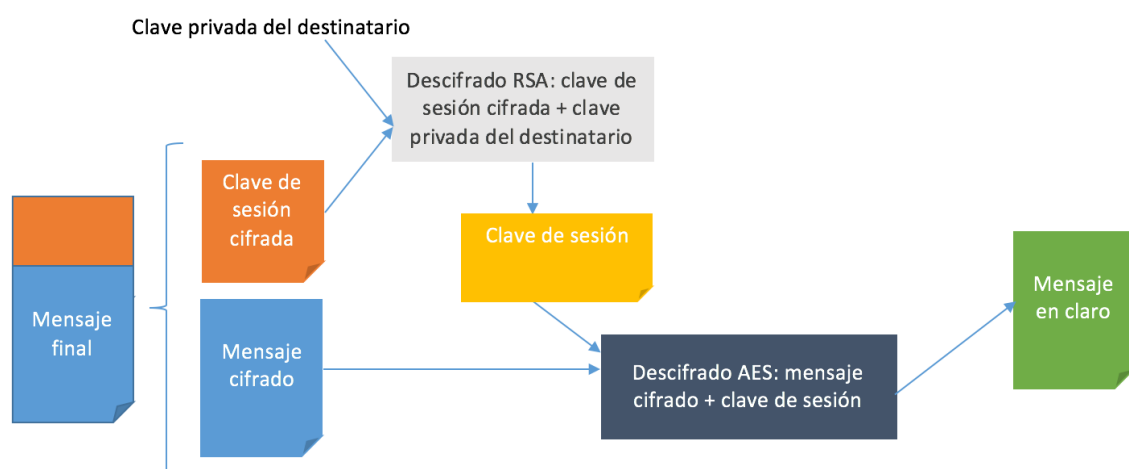 Clave privada del destinatario
Descifrado RSA: clave de
sesión cifrada + clave
privada del destinatario
Clave de
sesión
cifrada
Clave de sesión
Mensaje
final
Mensaje
cifrado
Descifrado AES: mensaje
cifrado + clave de sesión
Mensaje
en claro